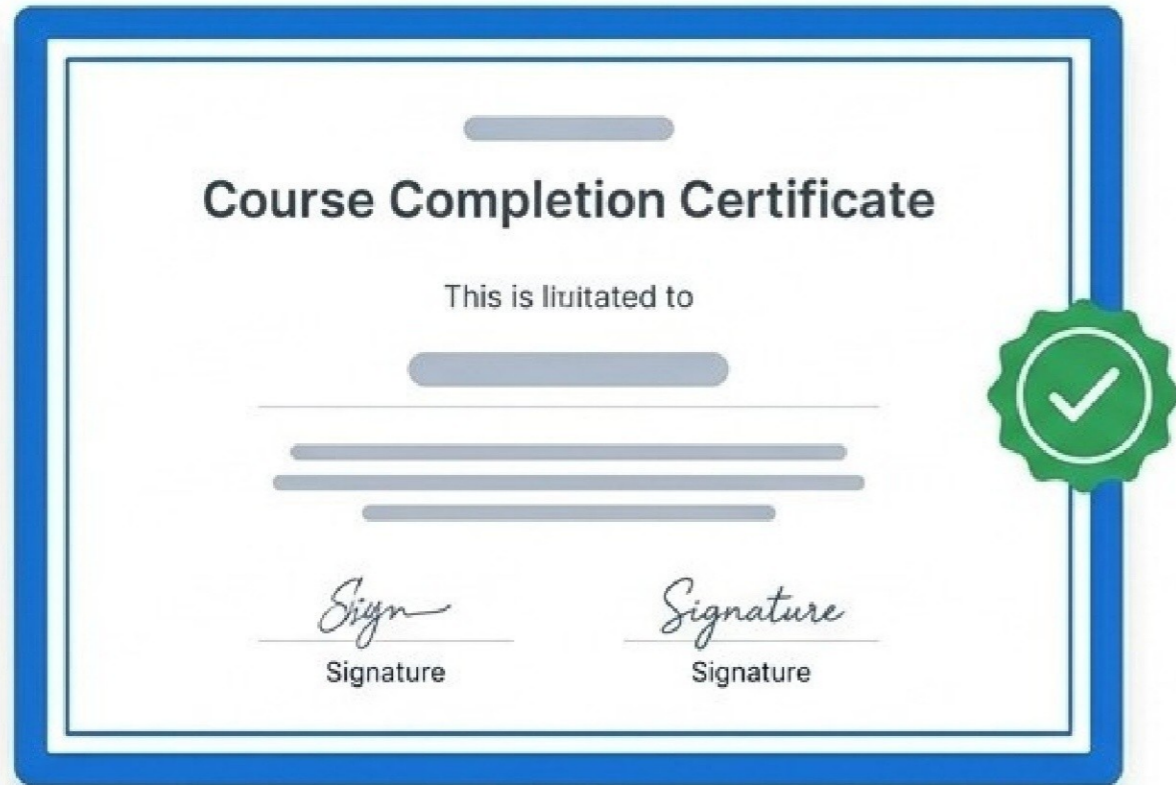 Course Completion Certificate
This is liuitated to
Sign
Signature
Signature
Signature